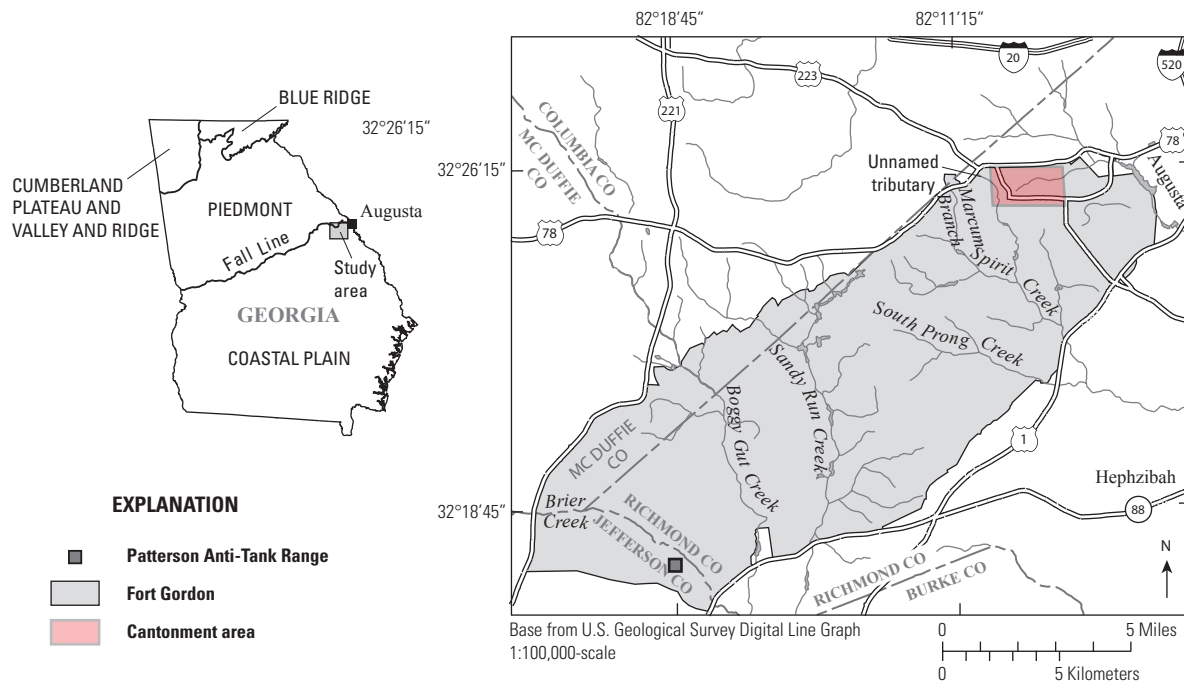 BLUE RIDGE
32°26'15"
CUMBERLAND
PLATEAU AND
VALLEY AND RIDGE
PIEDMONT
Augusta
Fall Line
Study
area
GEORGIA
COASTAL PLAIN
EXPLANATION
Patterson Anti-Tank Range
Fort Gordon
Cantonment area
82°18'45"
82°11'15"
20
520
223
221
78
COLUMBIA CO
MC DUFFIE
CO
Unnamed
tributary
Augusta
32°26'15"
78
Marcum
Branch
Spirit Creek
South Prong Creek
Sandy Run Creek
Boggy Gut Creek
MC DUFFIE
CO
1
Hephzibah
88
32°18'45"
Brier
Creek
RICHMOND CO
JEFFERSON CO
RICHMOND CO
BURKE CO
N
Base from U.S. Geological Survey Digital Line Graph
1:100,000-scale
0 5 Miles
0 5 Kilometers